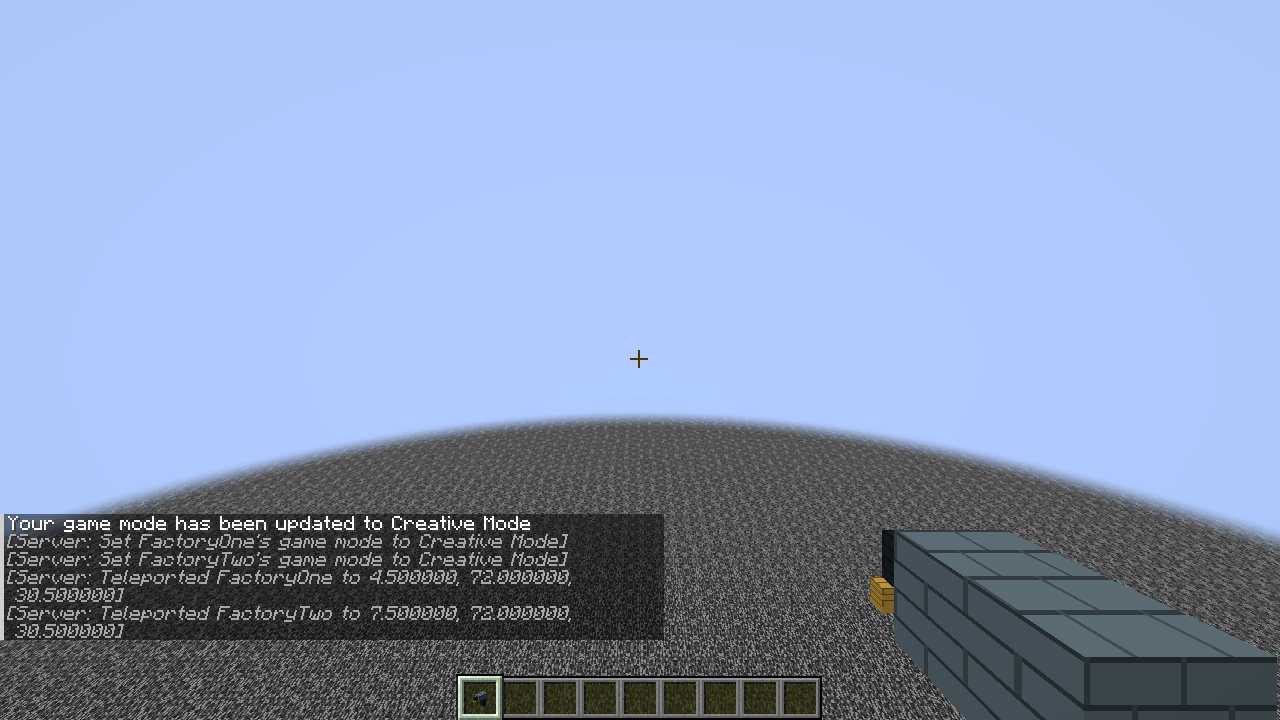 Your game mode has been updated to Creative Mode
[Server: Set FactoryOne's game mode to Creative Mode]
[Server: Set FactoryTwo's game mode to Creative Mode]
[Server: Teleported FactoryOne to 4.500000, 72.000000,
30.500000]
[Server: Teleported FactoryTwo to 7.500000, 72.000000,
30.500000]